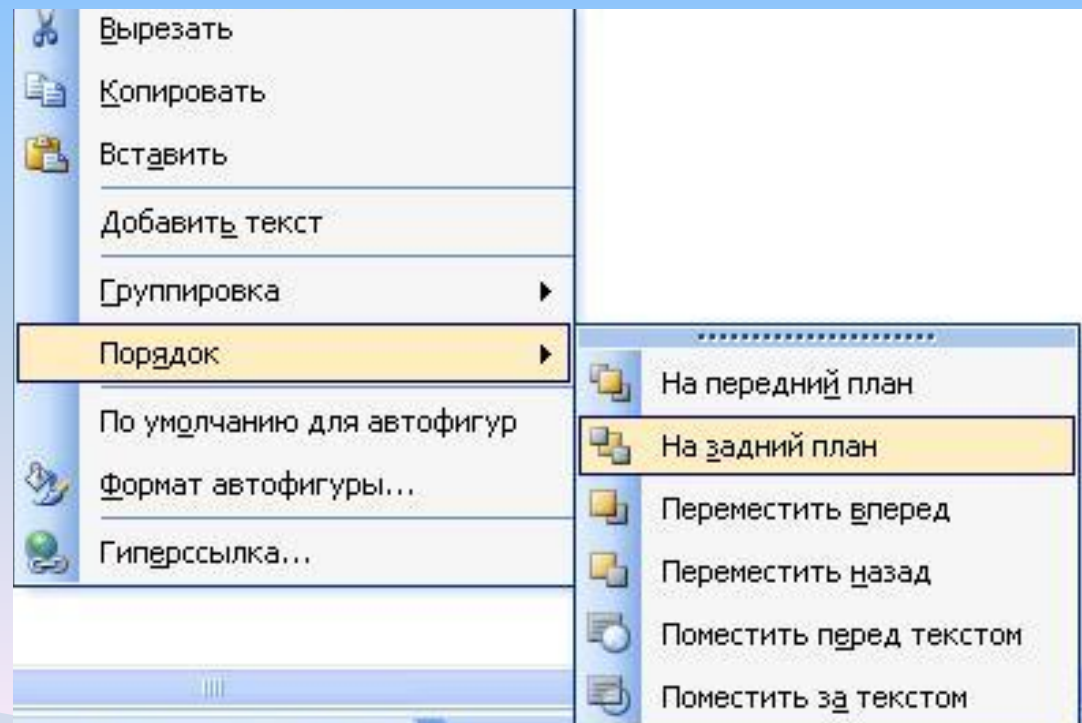 Вырезать
Копировать
Вставить
Добавить текст
Группировка
Порядок
По умолчанию для автофигур
Формат автофигуры...
Гиперссылка...
На передний план
На задний план
Переместить вперед
Переместить назад
Поместить перед текстом
Поместить за текстом